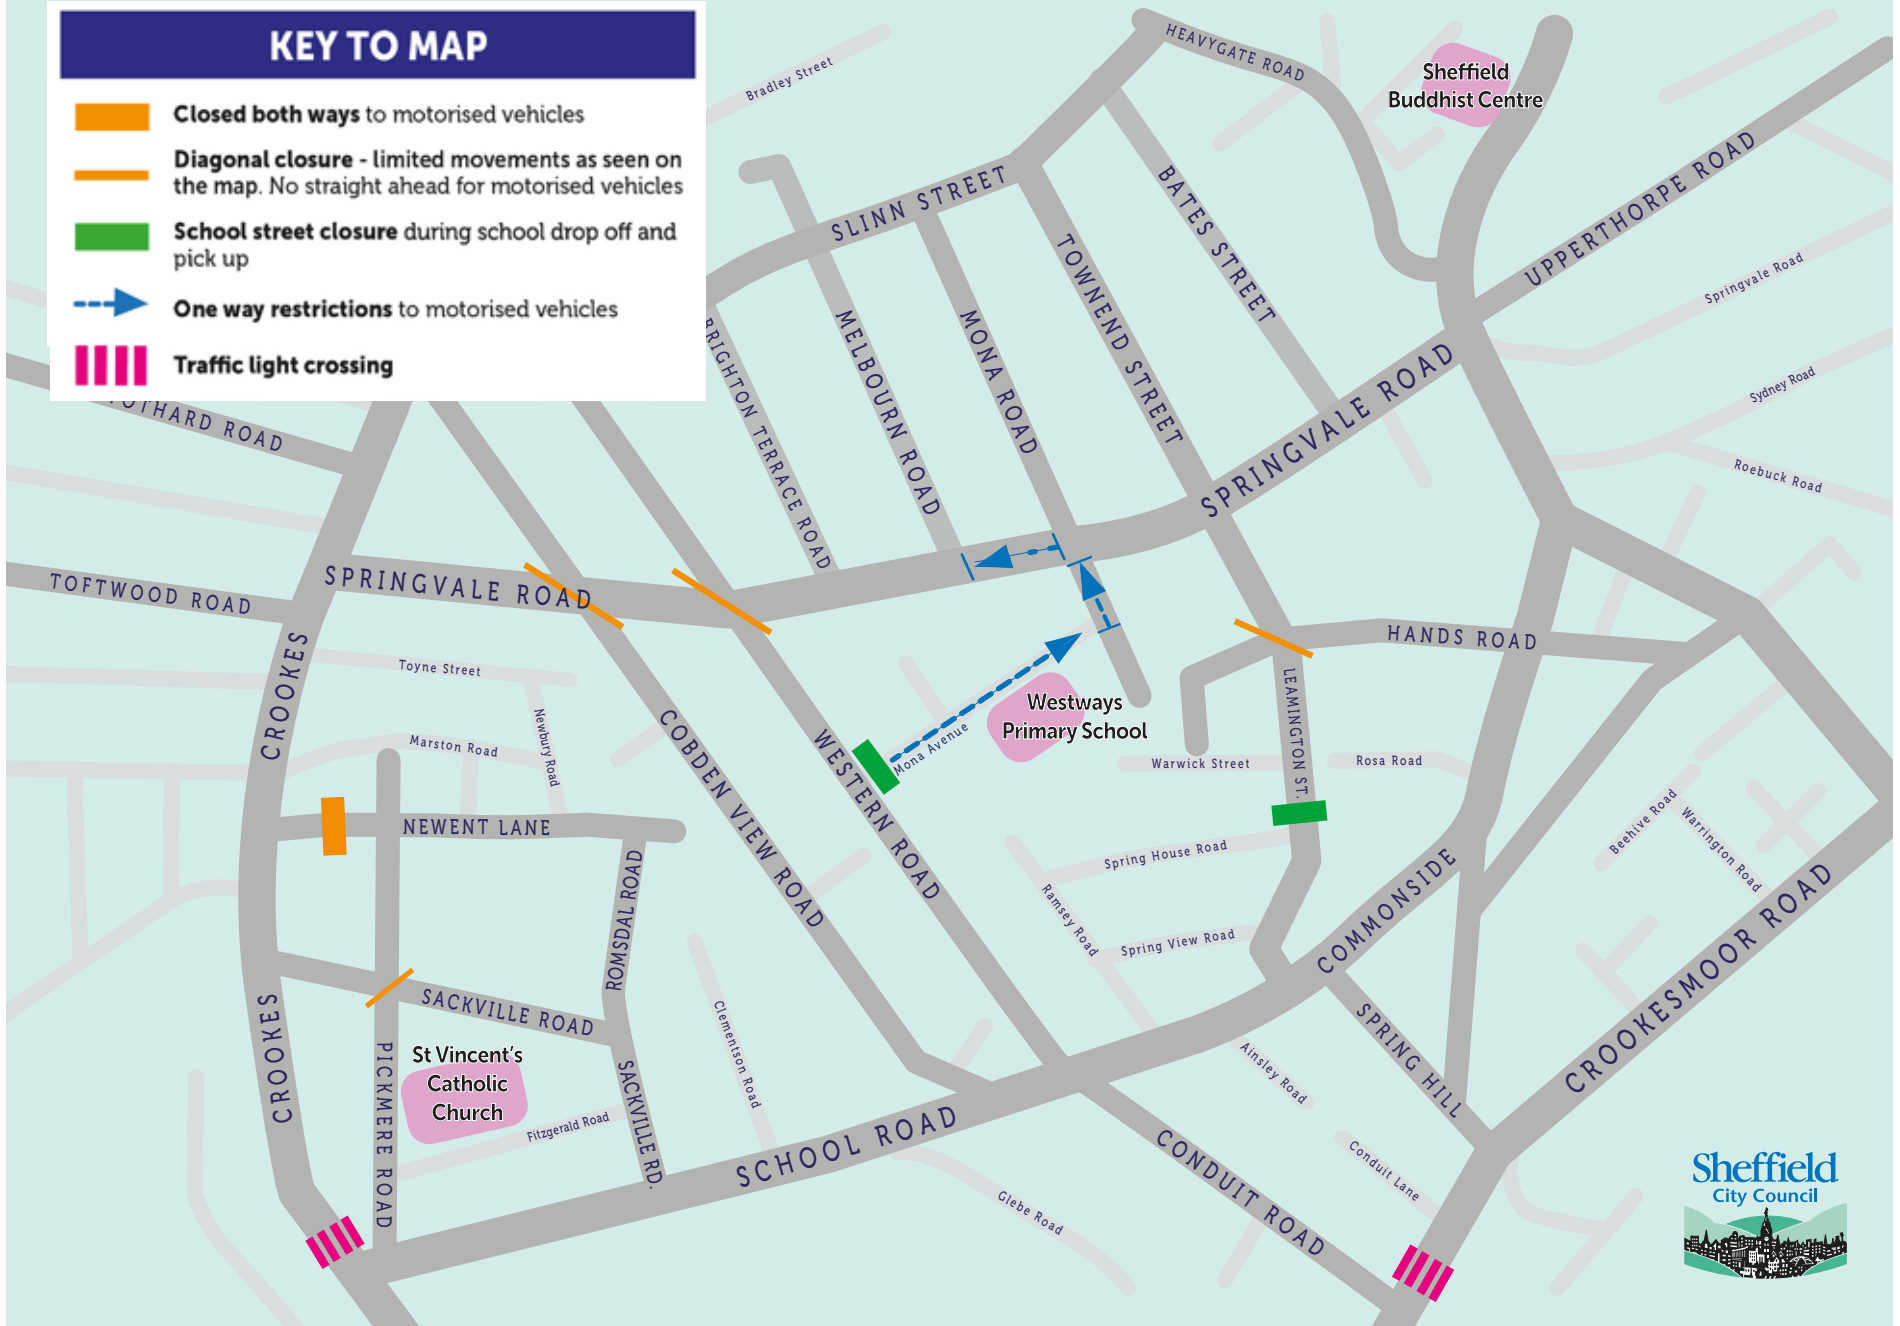 KEY TO MAP
Closed both ways to motorised vehicles
Diagonal closure - limited movements as seen on
the map. No straight ahead for motorised vehicles
School street closure during school drop off and
pick up
One way restrictions to motorised vehicles
Traffic light crossing
Bradley Street
HEAVYGATE ROAD
Sheffield
Buddhist Centre
UPPERTHORPE ROAD
SLINN STREET
BATES STREET
TOWNEND STREET
Springvale Road
MELBOURN ROAD
MONA ROAD
BRIGHTON TERRACE ROAD
SPRINGVALE ROAD
Sydney Road
Roebuck Road
ROAD
TOFTWOOD ROAD
SPRINGVALE ROAD
HANDS ROAD
CROOKES
Toyne Street
Newbury Road
Marston Road
COBDEN VIEW ROAD
WESTERN ROAD
Mona Avenue
Westways
Primary School
LEAMINGTON ST.
Warwick Street
Rosa Road
NEWENT LANE
Spring House Road
Beehive Road
Warrington Road
ROMSDAL ROAD
Ramsey Road
Spring View Road
COMMONSIDE
CROOKESMOOR ROAD
CROOKES
SACKVILLE ROAD
Clementson Road
SPRING HILL
PICKMERE ROAD
St Vincent's
Catholic
Church
SACKVILLE RD.
Fitzgerald Road
Ainsley Road
SCHOOL ROAD
CONDUIT ROAD
Conduit Lane
Glebe Road
Sheffield
City Council